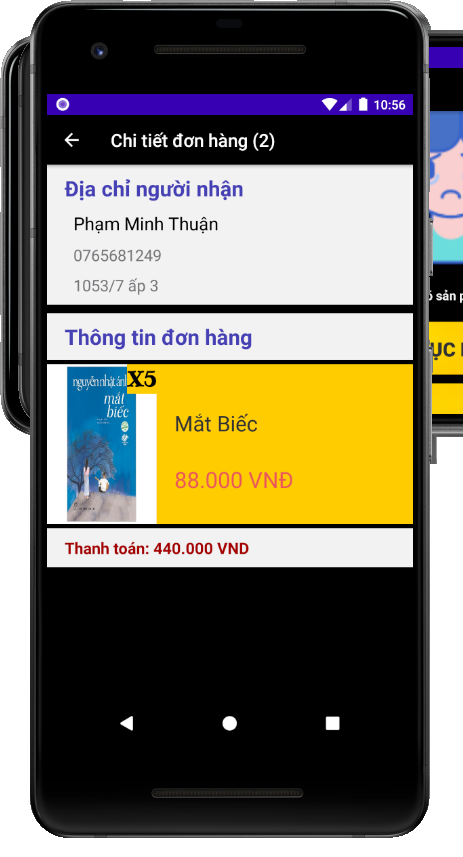 10:56
Chi tiết đơn hàng (2)
Địa chỉ người nhận
Phạm Minh Thuận
0765681249
1053/7 ấp 3
Thông tin đơn hàng
nguyễn nhật ánh
X5
mắt
biếc
Mắt Biếc
88.000 VNĐ
Thanh toán: 440.000 VND
sản
ỤC